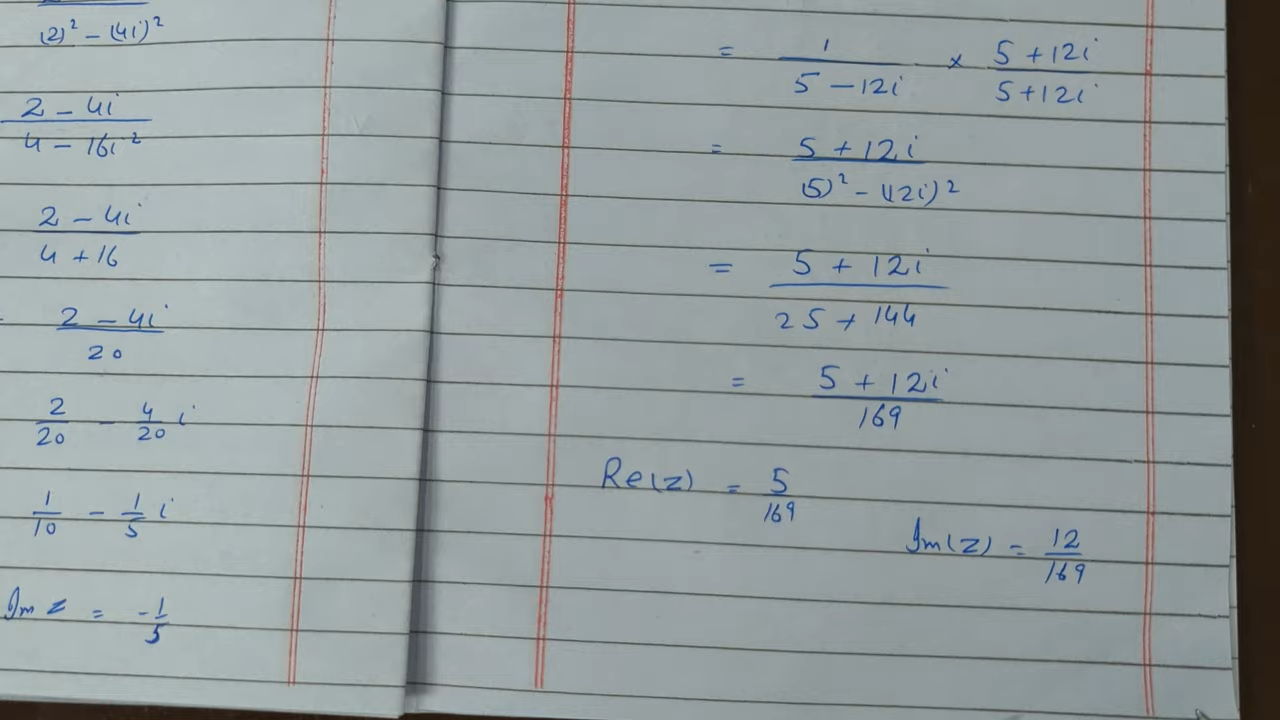 (2)² - (4i)²
2 - 4i
4 - 16i²
2 - 4i
4 + 16
2 - 4i
20
2/20 - 4/20 i
1/10 - 1/5 i
Im z = -1/5
= 1/(5 - 12i) × (5 + 12i)/(5 + 12i)
= 5 + 12i
(5)² - (12i)²
= 5 + 12i
25 + 144
= 5 + 12i
169
Re(z) = 5/169
Im(z) = 12/169